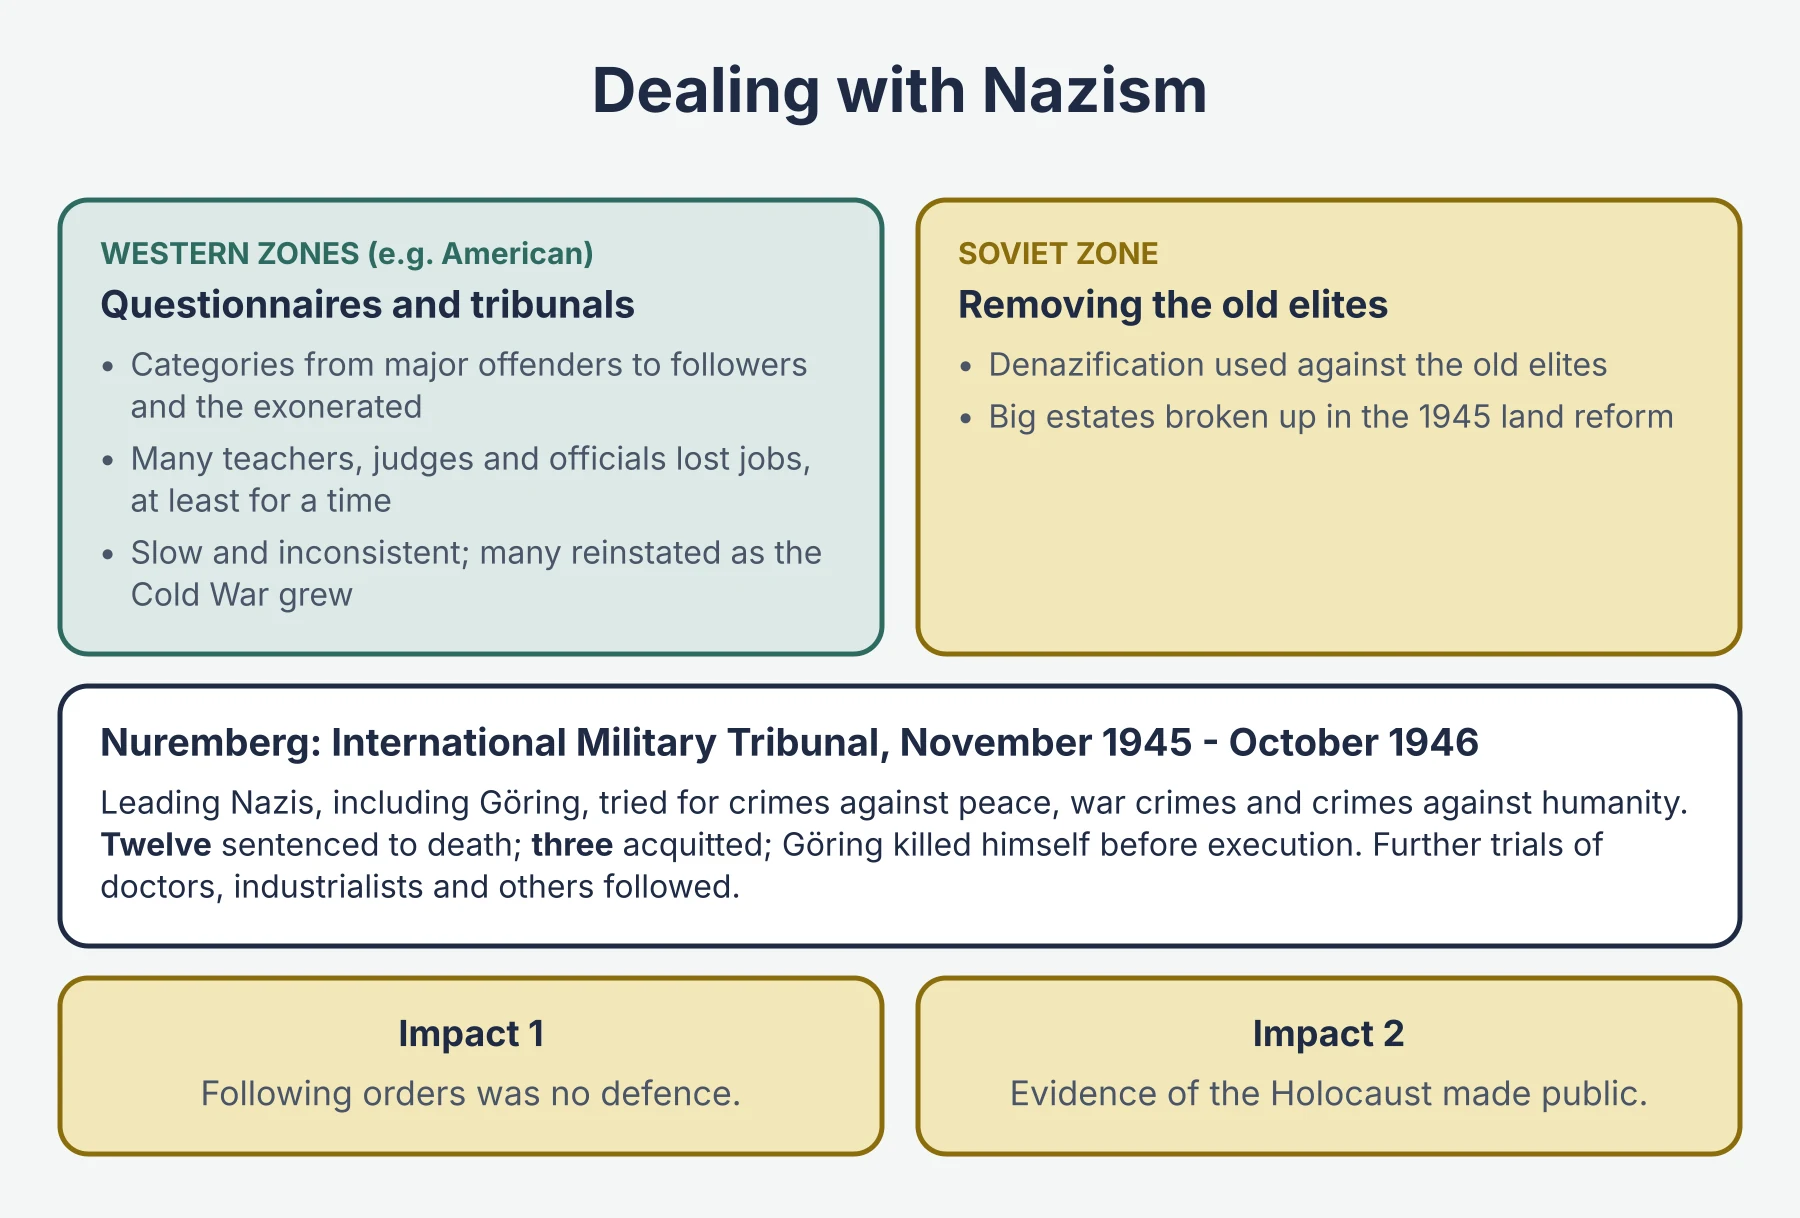 Dealing with Nazism
WESTERN ZONES (e.g. American)
Questionnaires and tribunals
• Categories from major offenders to followers
and the exonerated
• Many teachers, judges and officials lost jobs,
at least for a time
• Slow and inconsistent; many reinstated as the
Cold War grew
SOVIET ZONE
Removing the old elites
• Denazification used against the old elites
• Big estates broken up in the 1945 land reform
Nuremberg: International Military Tribunal, November 1945 - October 1946
Leading Nazis, including Göring, tried for crimes against peace, war crimes and crimes against humanity.
Twelve sentenced to death; three acquitted; Göring killed himself before execution. Further trials of
doctors, industrialists and others followed.
Impact 1
Following orders was no defence.
Impact 2
Evidence of the Holocaust made public.